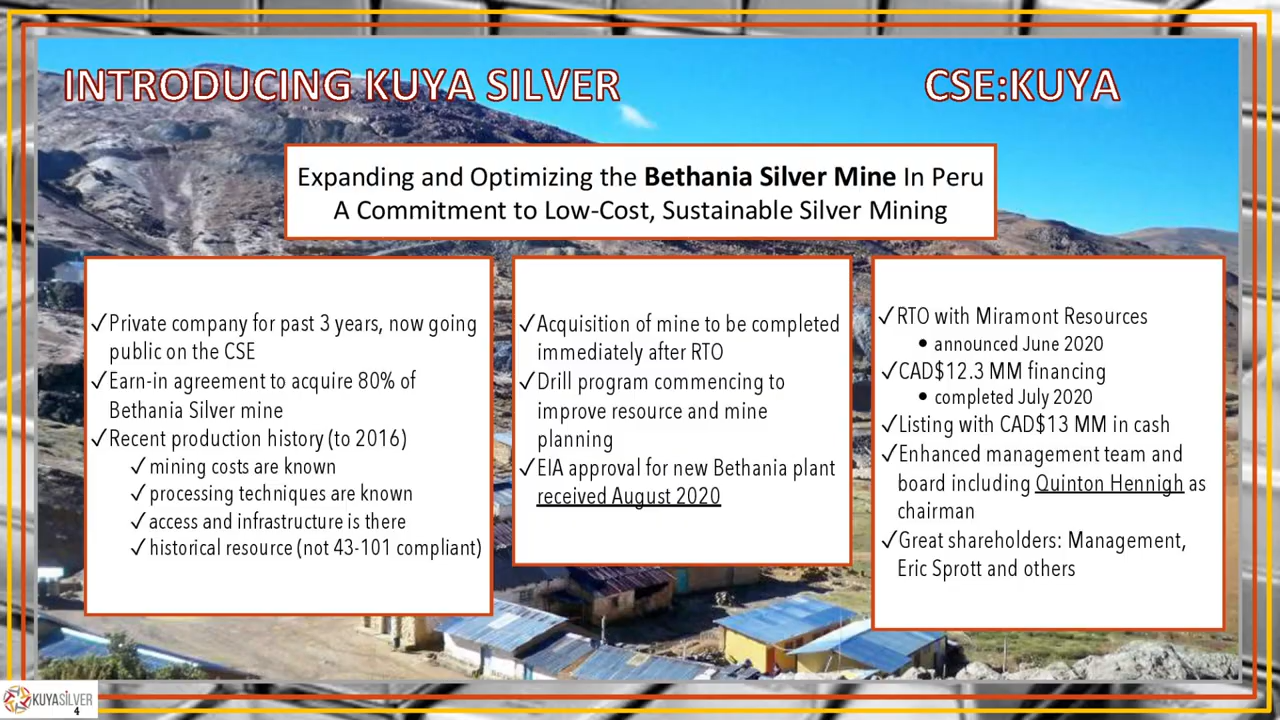 INTRODUCING KUYA SILVER
CSE:KUYA
Expanding and Optimizing the Bethania Silver Mine In Peru
A Commitment to Low-Cost, Sustainable Silver Mining
✓Private company for past 3 years, now going
public on the CSE
✓Earn-in agreement to acquire 80% of
Bethania Silver mine
✓Recent production history (to 2016)
✓mining costs are known
✓processing techniques are known
✓access and infrastructure is there
✓historical resource (not 43-101 compliant)
✓Acquisition of mine to be completed
immediately after RTO
✓Drill program commencing to
improve resource and mine
planning
✓EIA approval for new Bethania plant
received August 2020
✓RTO with Miramont Resources
• announced June 2020
✓CAD$12.3 MM financing
• completed July 2020
✓Listing with CAD$13 MM in cash
✓Enhanced management team and
board including Quinton Hennigh as
chairman
✓Great shareholders: Management,
Eric Sprott and others
KUYASILVER
4